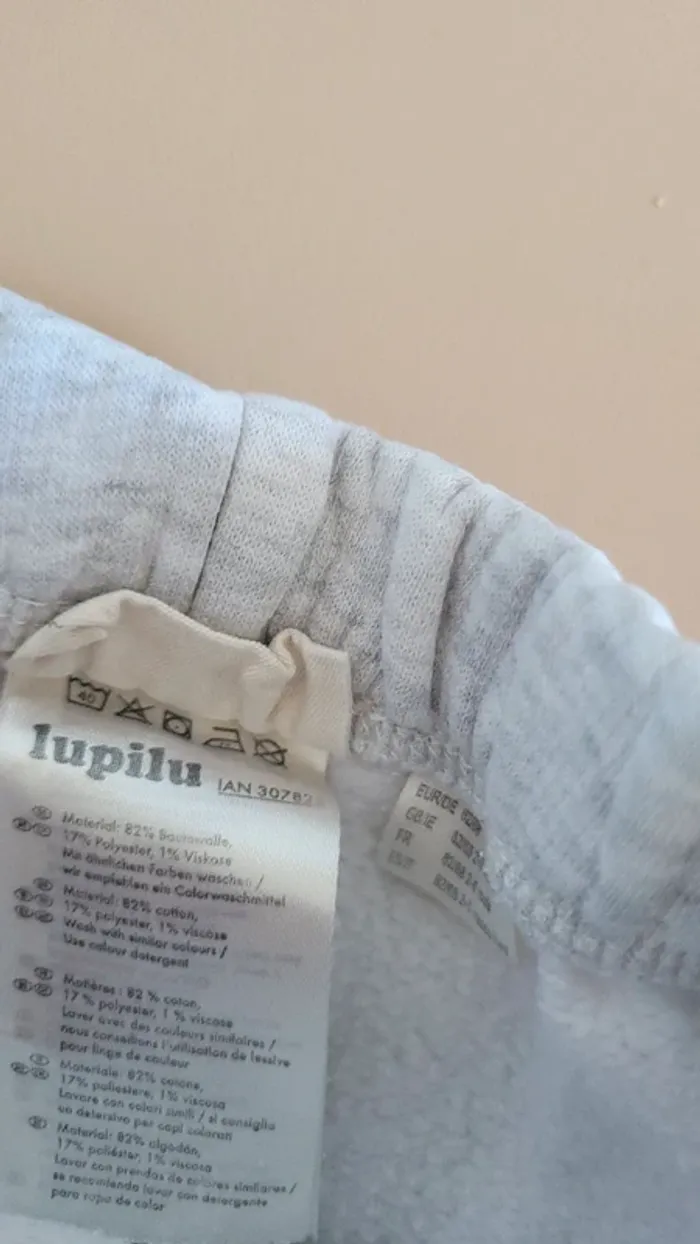 40
lupilu
IAN 30782
Material: 82% Baumwolle,
17% Polyester, 1% Viskose
Mit ähnlichen Farben waschen /
wir empfehlen ein Colorwaschmittel
Material: 82% cotton,
17% polyester, 1% viscose
Wash with similar colours /
Use colour detergent
Matières : 82 % coton,
17 % polyester, 1 % viscose
Laver avec des couleurs similaires /
nous conseillons l'utilisation de lessive
pour linge de couleur
Materiale: 82% cotone,
17% poliestere, 1% viscosa
Lavare con colori simili / si consiglia
un detersivo per capi colorati
Material: 82% algodón,
17% poliéster, 1% viscosa
Lavar con prendas de colores similares /
se recomienda lavar con detergente
para ropa de color
EUR/DE
GB/IE
FR